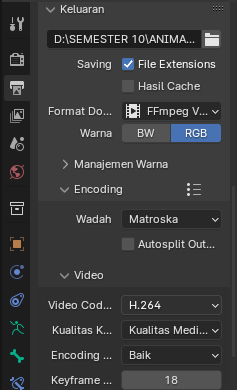 Keluaran
D:\SEMESTER 10\ANIMA...
Saving File Extensions
Hasil Cache
Format Do... FFmpeg V...
Warna BW RGB
Manajemen Warna
Encoding
Wadah Matroska
Autosplit Out...
Video
Video Cod... H.264
Kualitas K... Kualitas Medi...
Encoding ... Baik
Keyframe ... 18